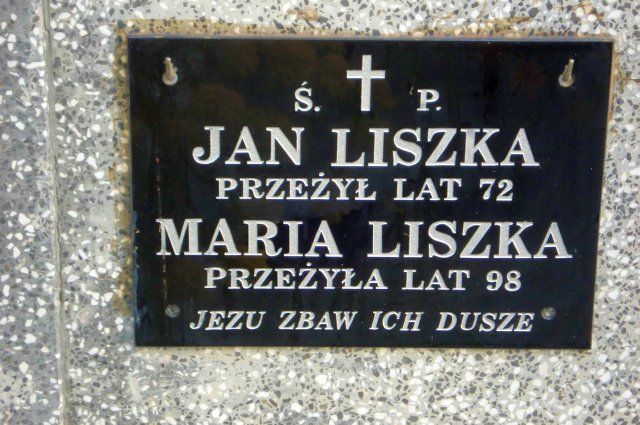 Ś. P.
JAN LISZKA
PRZEŻYŁ LAT 72
MARIA LISZKA
PRZEŻYŁA LAT 98
JEZU ZBAW ICH DUSZE